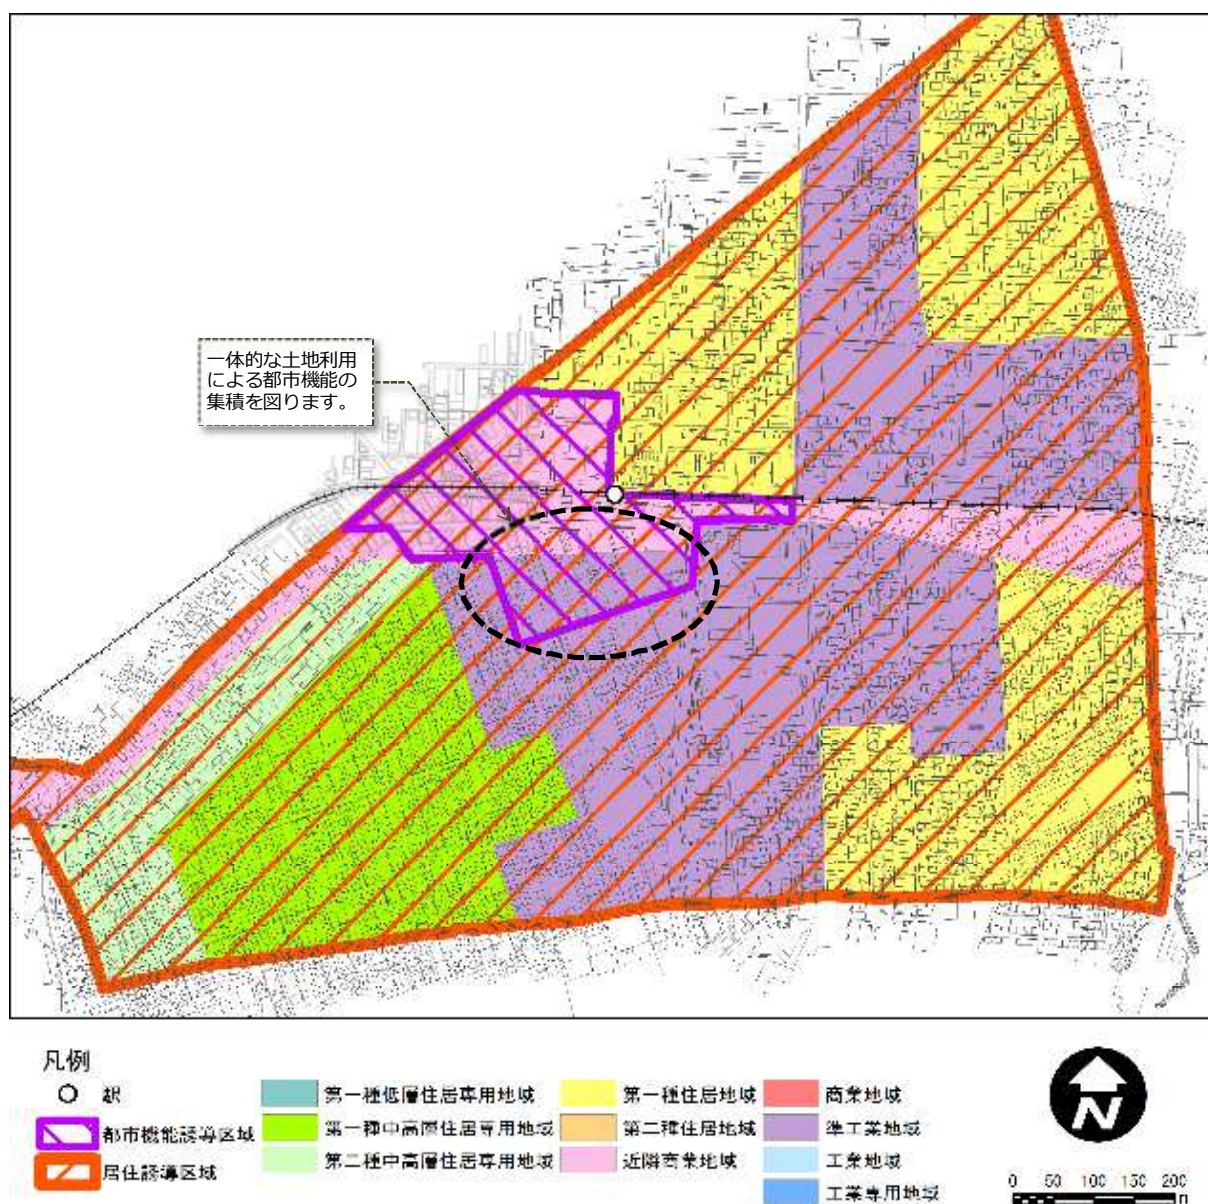 一体的な土地利用
による都市機能の
集積を図ります。
凡例
駅
都市機能誘導区域
居住誘導区域
第一種低層住居専用地域
第一種中高層住居専用地域
第二種中高層住居専用地域
第一種住居地域
第二種住居地域
近隣商業地域
商業地域
準工業地域
工業地域
工業専用地域
N
0 50 100 150 200
m